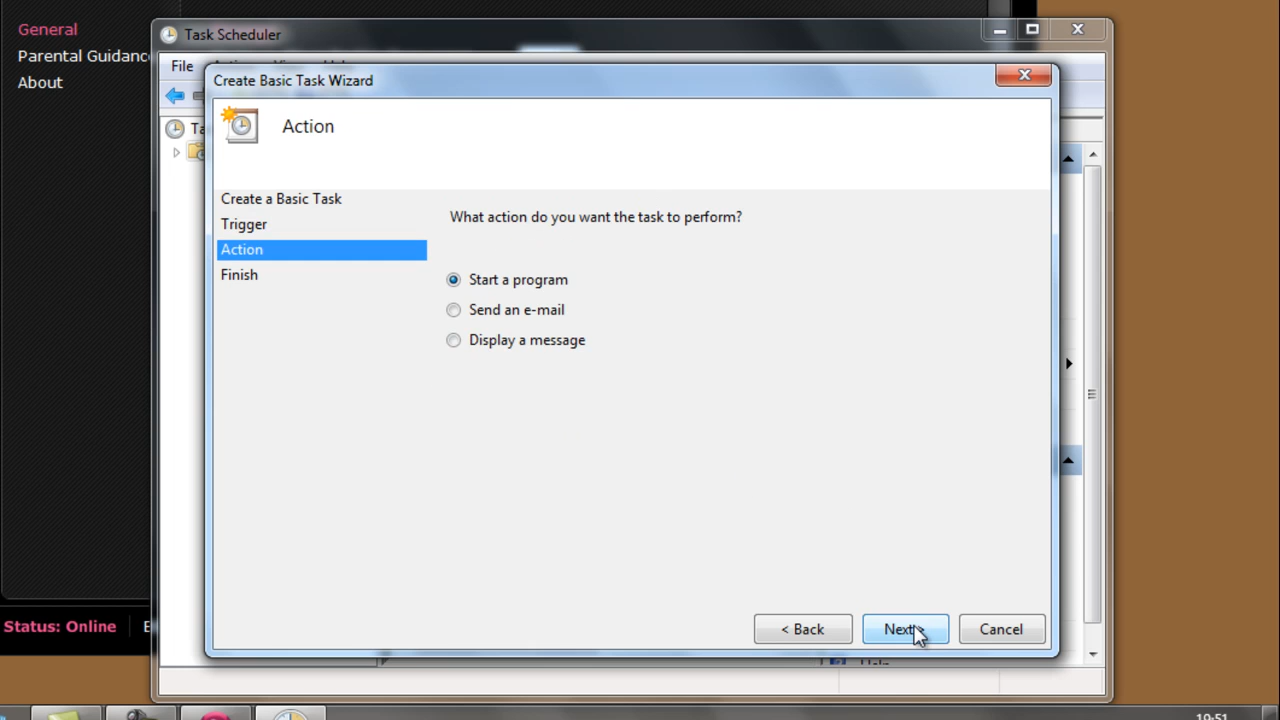 General
Parental Guidanc
About
Task Scheduler
File
Create Basic Task Wizard
Ta
Action
Create a Basic Task
Trigger
Action
Finish
What action do you want the task to perform?
Start a program
Send an e-mail
Display a message
< Back
Next >
Cancel
Status: Online
E
Help
10:51